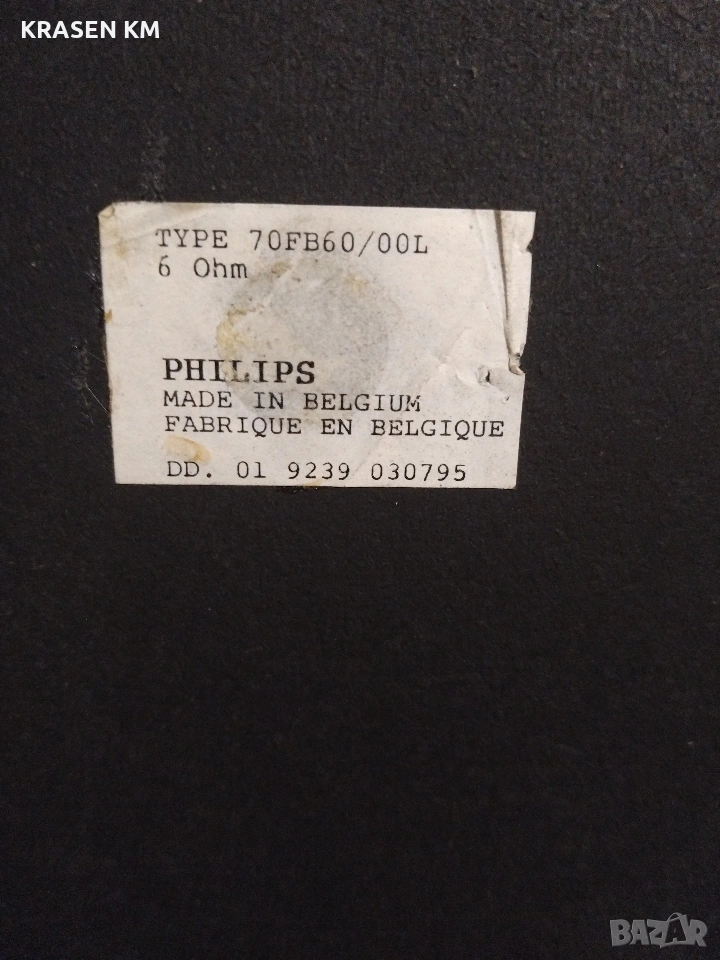 KRASEN KM
TYPE 70FB60/00L
6 Ohm
PHILIPS
MADE IN BELGIUM
FABRIQUE EN BELGIQUE
DD. 01 9239 030795
BAZAR